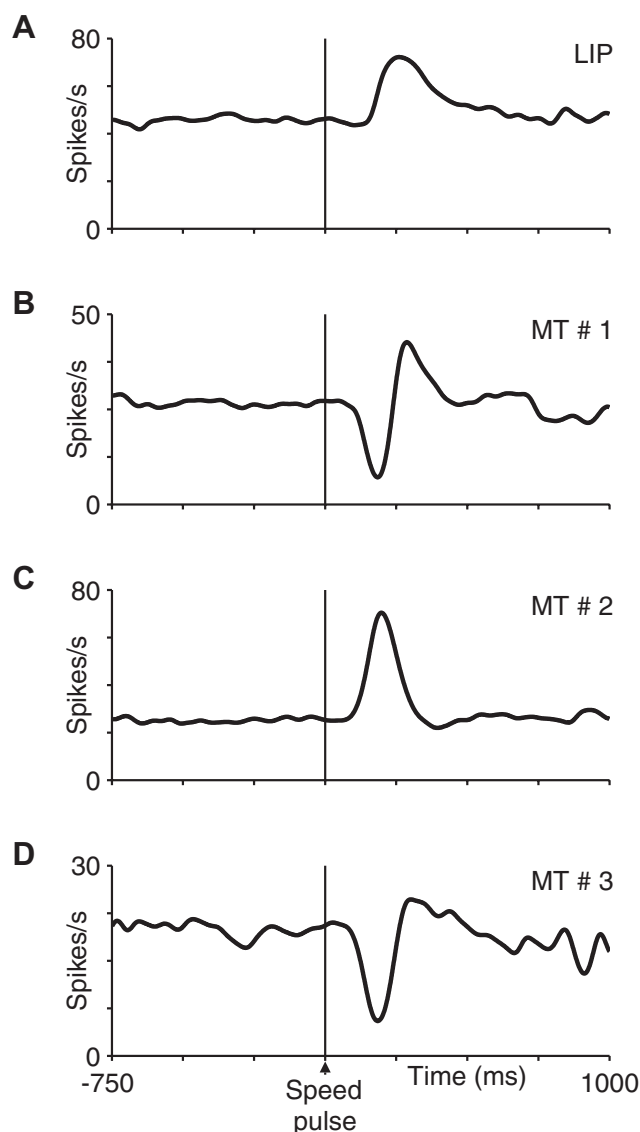 A
80
LIP
Spikes/s
0
B
50
MT # 1
Spikes/s
0
C
80
MT # 2
Spikes/s
0
D
30
MT # 3
Spikes/s
0
-750
Speed
pulse
Time (ms)
1000